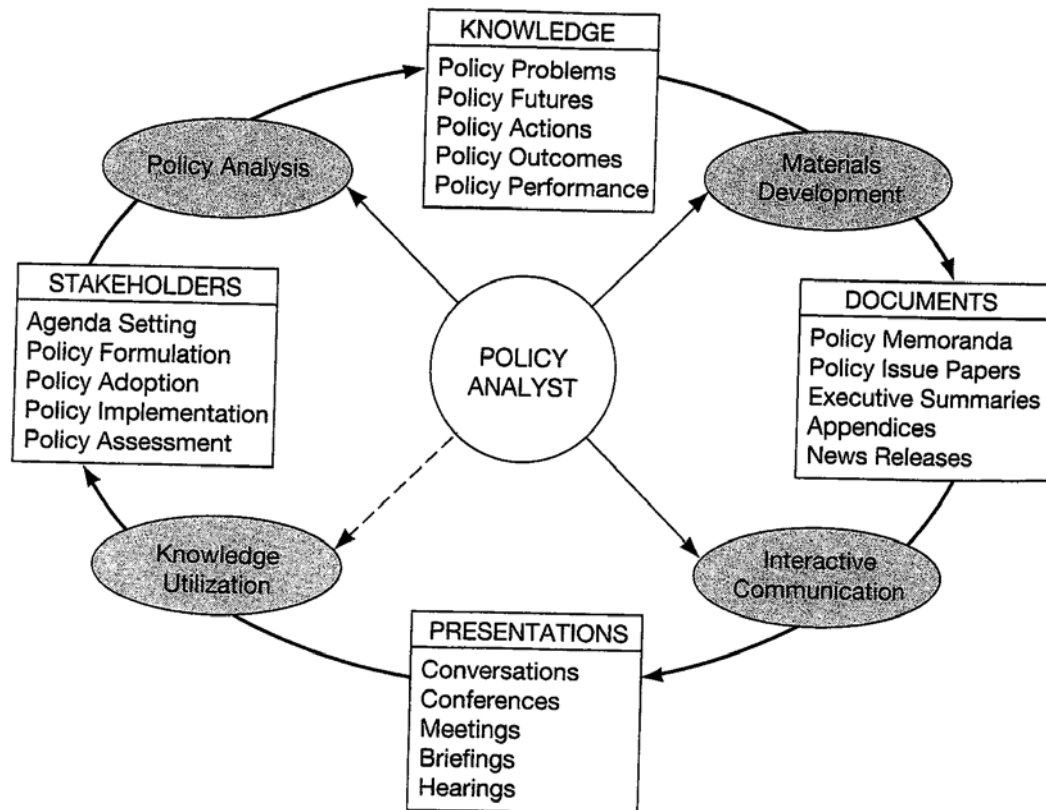 KNOWLEDGE
Policy Problems
Policy Futures
Policy Actions
Policy Outcomes
Policy Performance
Policy Analysis
Materials
Development
STAKEHOLDERS
Agenda Setting
Policy Formulation
Policy Adoption
Policy Implementation
Policy Assessment
POLICY
ANALYST
DOCUMENTS
Policy Memoranda
Policy Issue Papers
Executive Summaries
Appendices
News Releases
Knowledge
Utilization
Interactive
Communication
PRESENTATIONS
Conversations
Conferences
Meetings
Briefings
Hearings